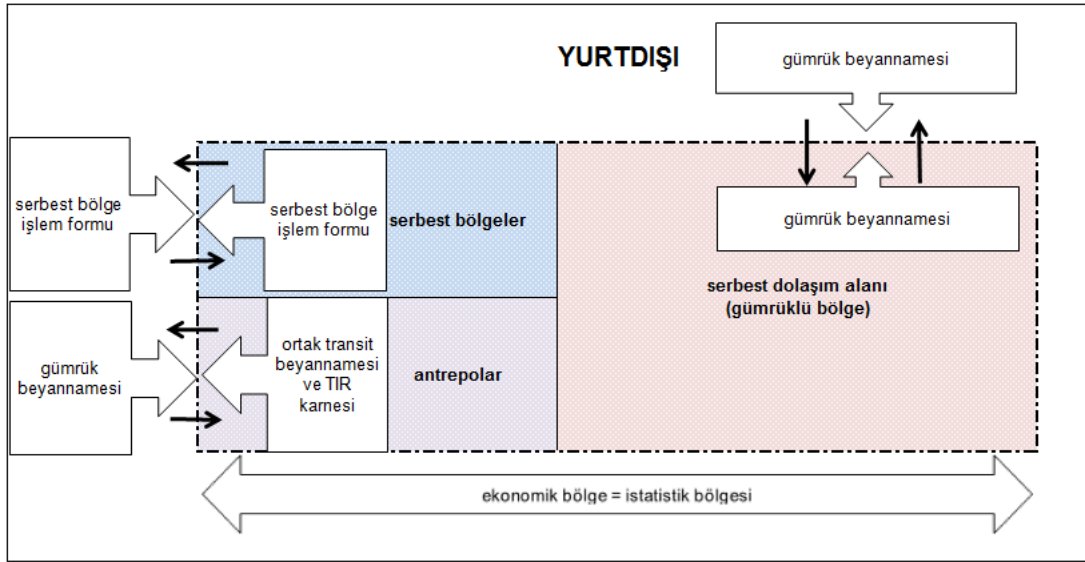 YURTDIŞI
gümrük beyannamesi
serbest bölge
işlem formu
serbest bölge
işlem formu
serbest bölgeler
gümrük beyannamesi
serbest dolaşım alanı
(gümrüklü bölge)
gümrük
beyannamesi
ortak transit
beyannamesi
ve TIR
karnesi
antrepolar
ekonomik bölge = istatistik bölgesi